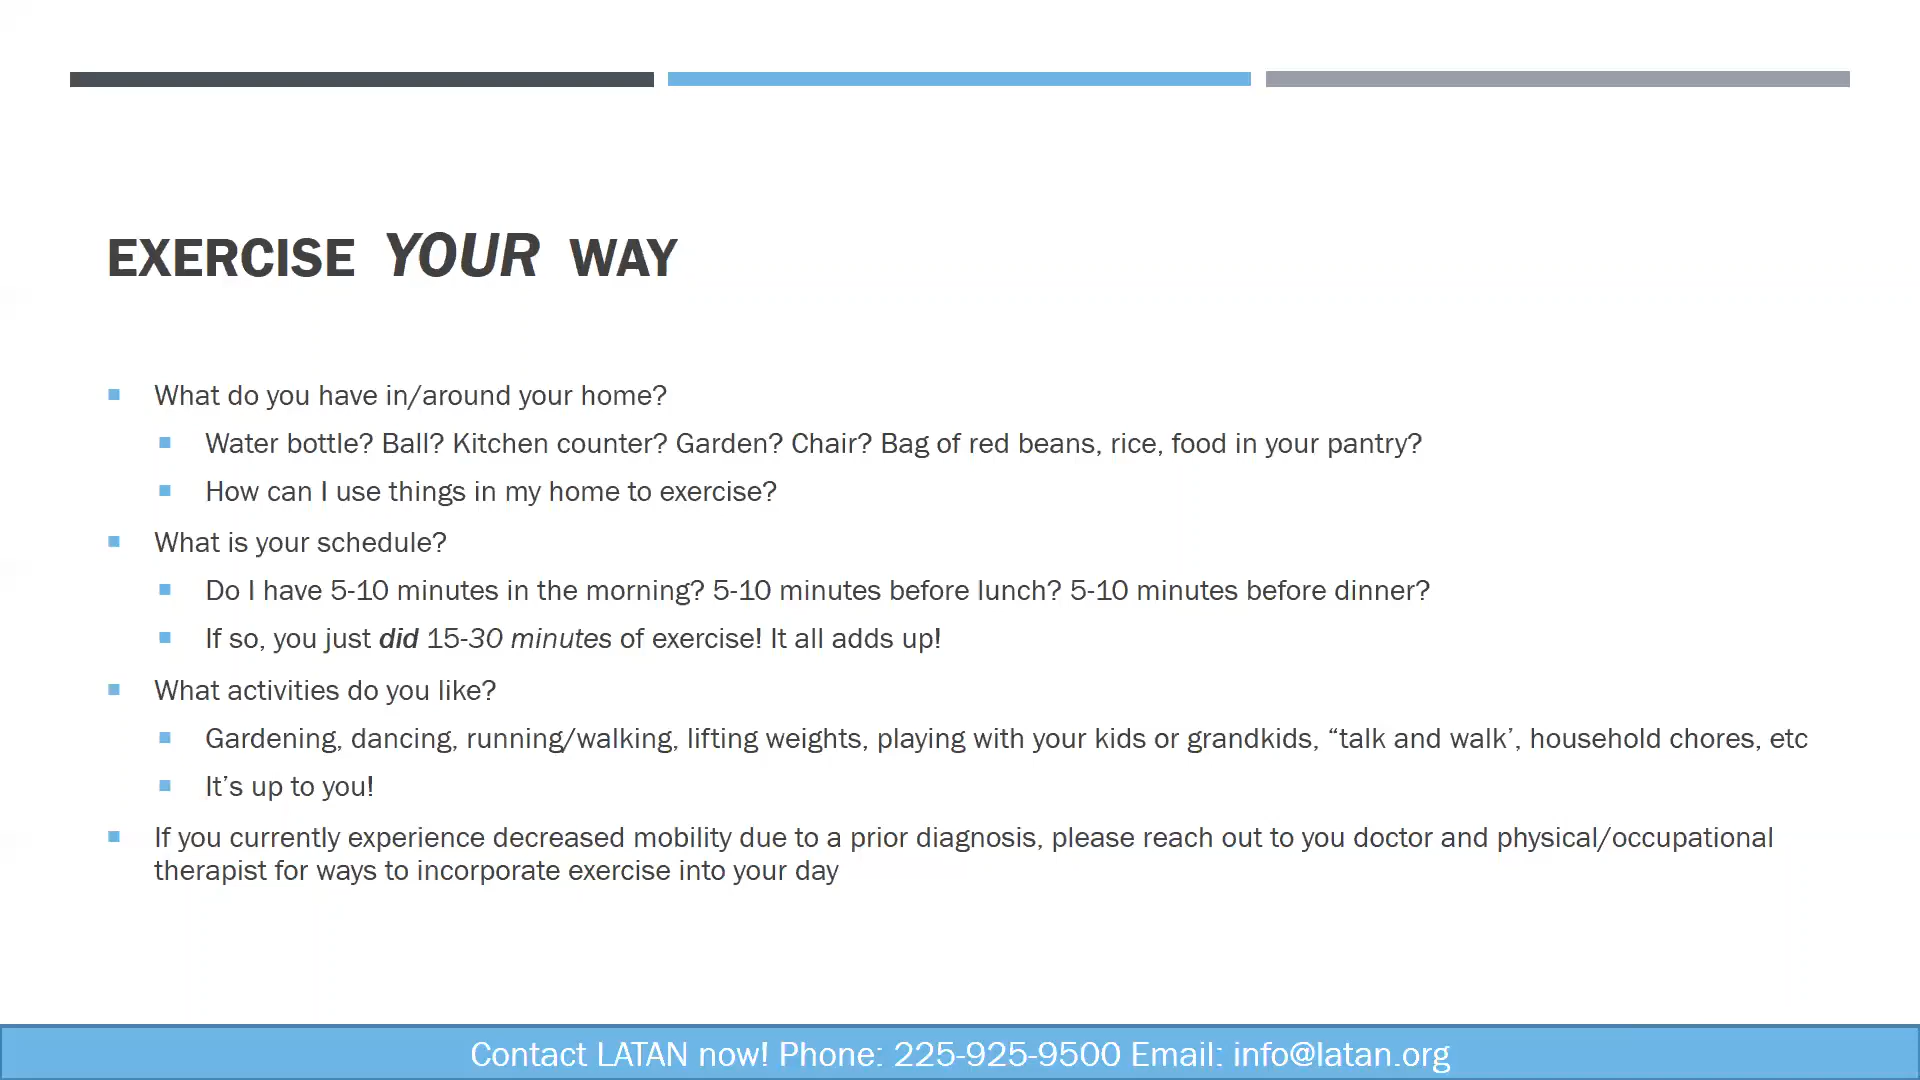 EXERCISE YOUR WAY
What do you have in/around your home?
Water bottle? Ball? Kitchen counter? Garden? Chair? Bag of red beans, rice, food in your pantry?
How can I use things in my home to exercise?
What is your schedule?
Do I have 5-10 minutes in the morning? 5-10 minutes before lunch? 5-10 minutes before dinner?
If so, you just did 15-30 minutes of exercise! It all adds up!
What activities do you like?
Gardening, dancing, running/walking, lifting weights, playing with your kids or grandkids, “talk and walk’, household chores, etc
It’s up to you!
If you currently experience decreased mobility due to a prior diagnosis, please reach out to you doctor and physical/occupational
therapist for ways to incorporate exercise into your day
Contact LATAN now! Phone: 225-925-9500 Email: info@latan.org